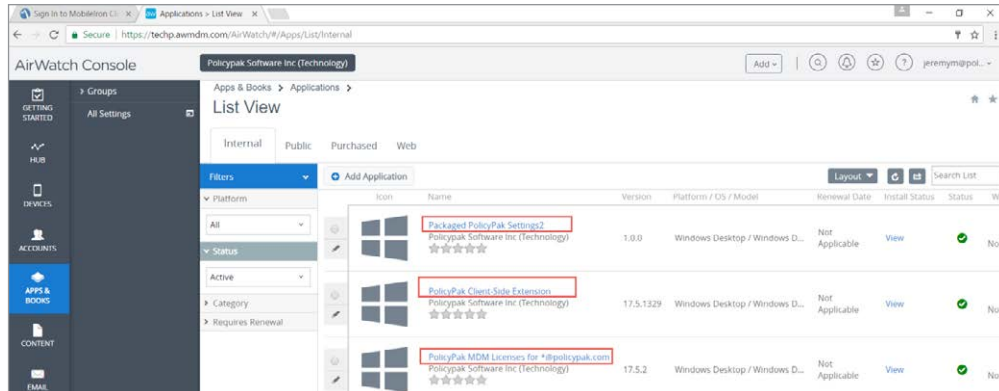 Sign In to MobileIron Cl
Applications > List View
Secure | https://techp.awmdm.com/AirWatch/#/Apps/List/Internal
AirWatch Console
Policypak Software Inc (Technology)
Add
jeremym@pol...
GETTING STARTED
HUB
DEVICES
ACCOUNTS
APPS & BOOKS
CONTENT
EMAIL
Groups
All Settings
Apps & Books > Applications >
List View
Internal Public Purchased Web
Filters
Platform
All
Status
Active
Category
Requires Renewal
Add Application
Layout
Search List
Icon Name Version Platform / OS / Model Renewal Date Install Status Status
Packaged PolicyPak Settings2
Policypak Software Inc (Technology)
1.0.0 Windows Desktop / Windows D... Not Applicable View No
PolicyPak Client-Side Extension
Policypak Software Inc (Technology)
17.5.1329 Windows Desktop / Windows D... Not Applicable View No
PolicyPak MDM Licenses for *@policypak.com
Policypak Software Inc (Technology)
17.5.2 Windows Desktop / Windows D... Not Applicable View No